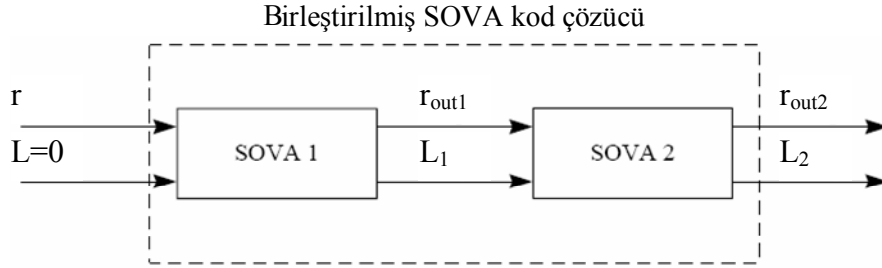 Birleştirilmiş SOVA kod çözücü
r
r_out1
r_out2
L=0
SOVA 1
L_1
SOVA 2
L_2